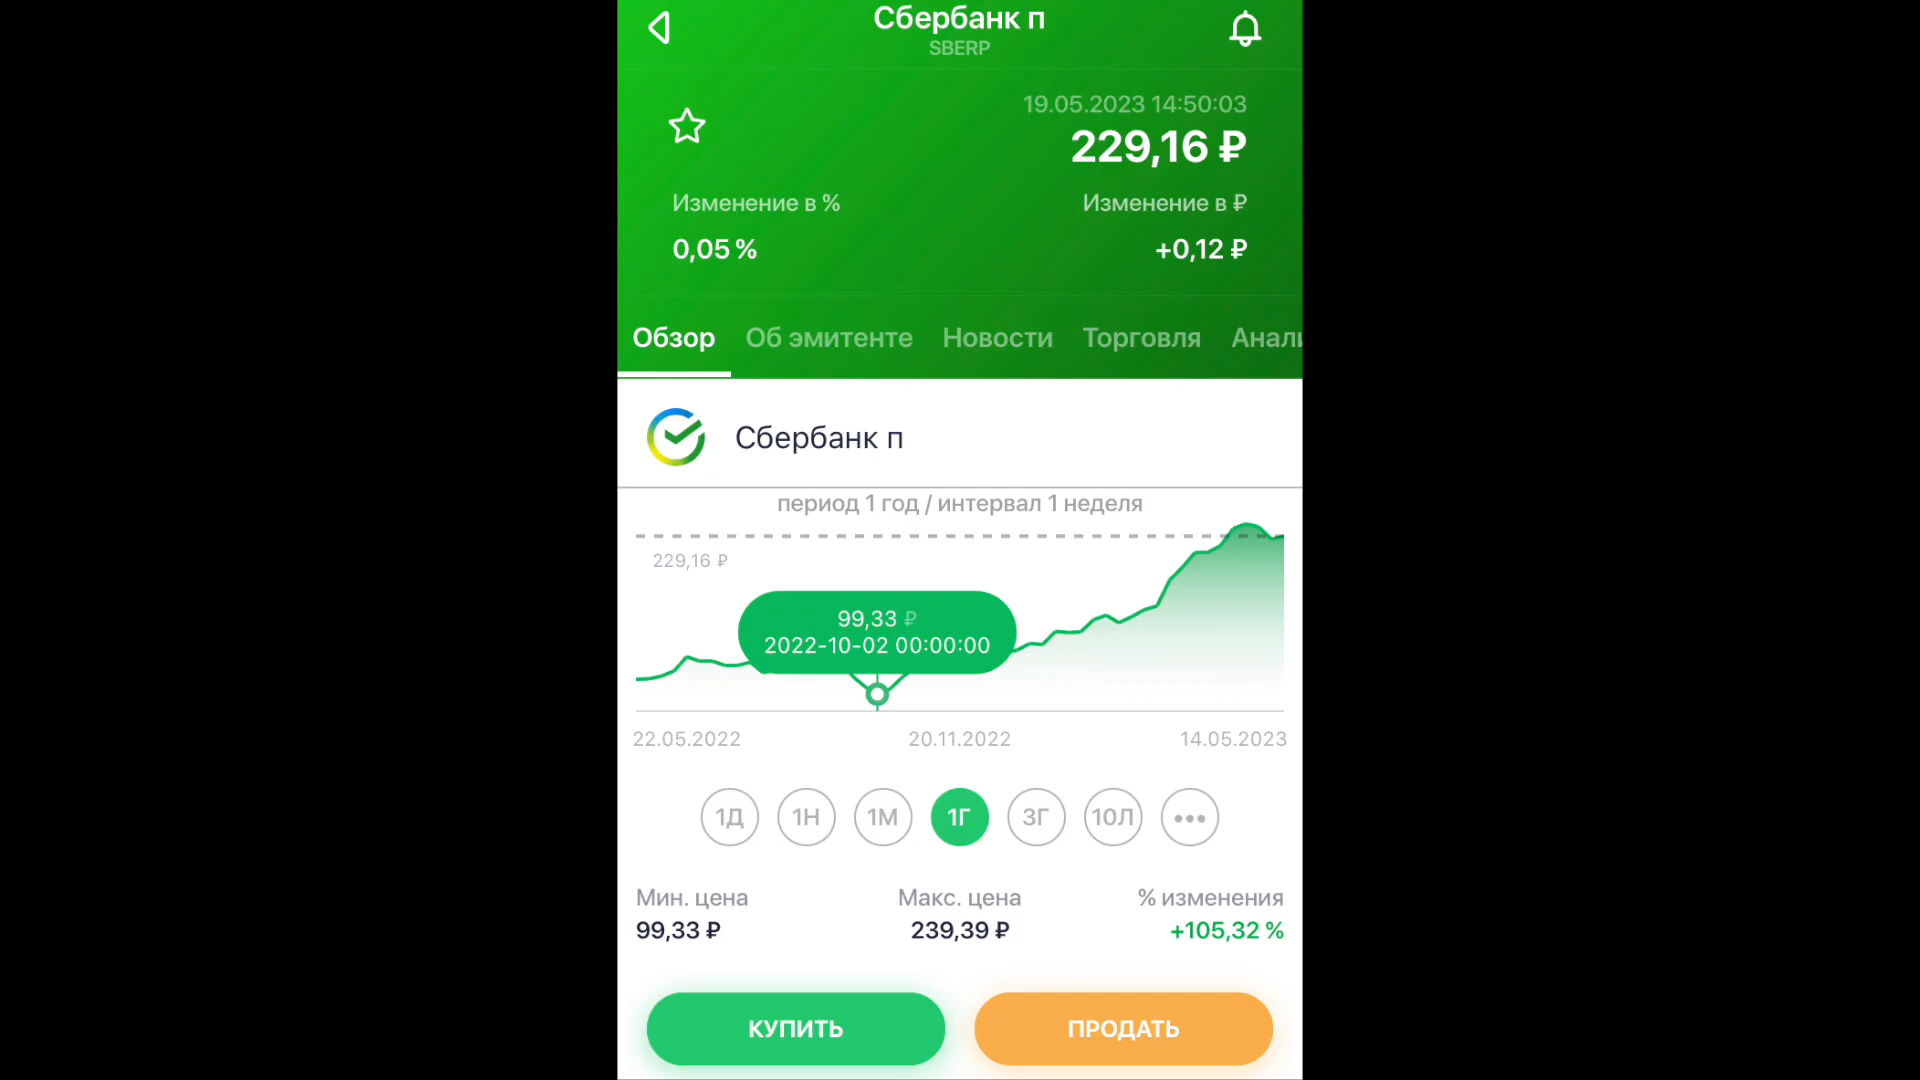 Сбербанк п
SBERP
19.05.2023 14:50:03
229,16 ₽
Изменение в %
Изменение в ₽
0,05 %
+0,12 ₽
Обзор Об эмитенте Новости Торговля Анали
Сбербанк п
период 1 год / интервал 1 неделя
229,16 ₽
99,33 ₽
2022-10-02 00:00:00
22.05.2022 20.11.2022 14.05.2023
1Д 1Н 1М 1Г 3Г 10Л •••
Мин. цена Макс. цена % изменения
99,33 ₽ 239,39 ₽ +105,32 %
КУПИТЬ ПРОДАТЬ